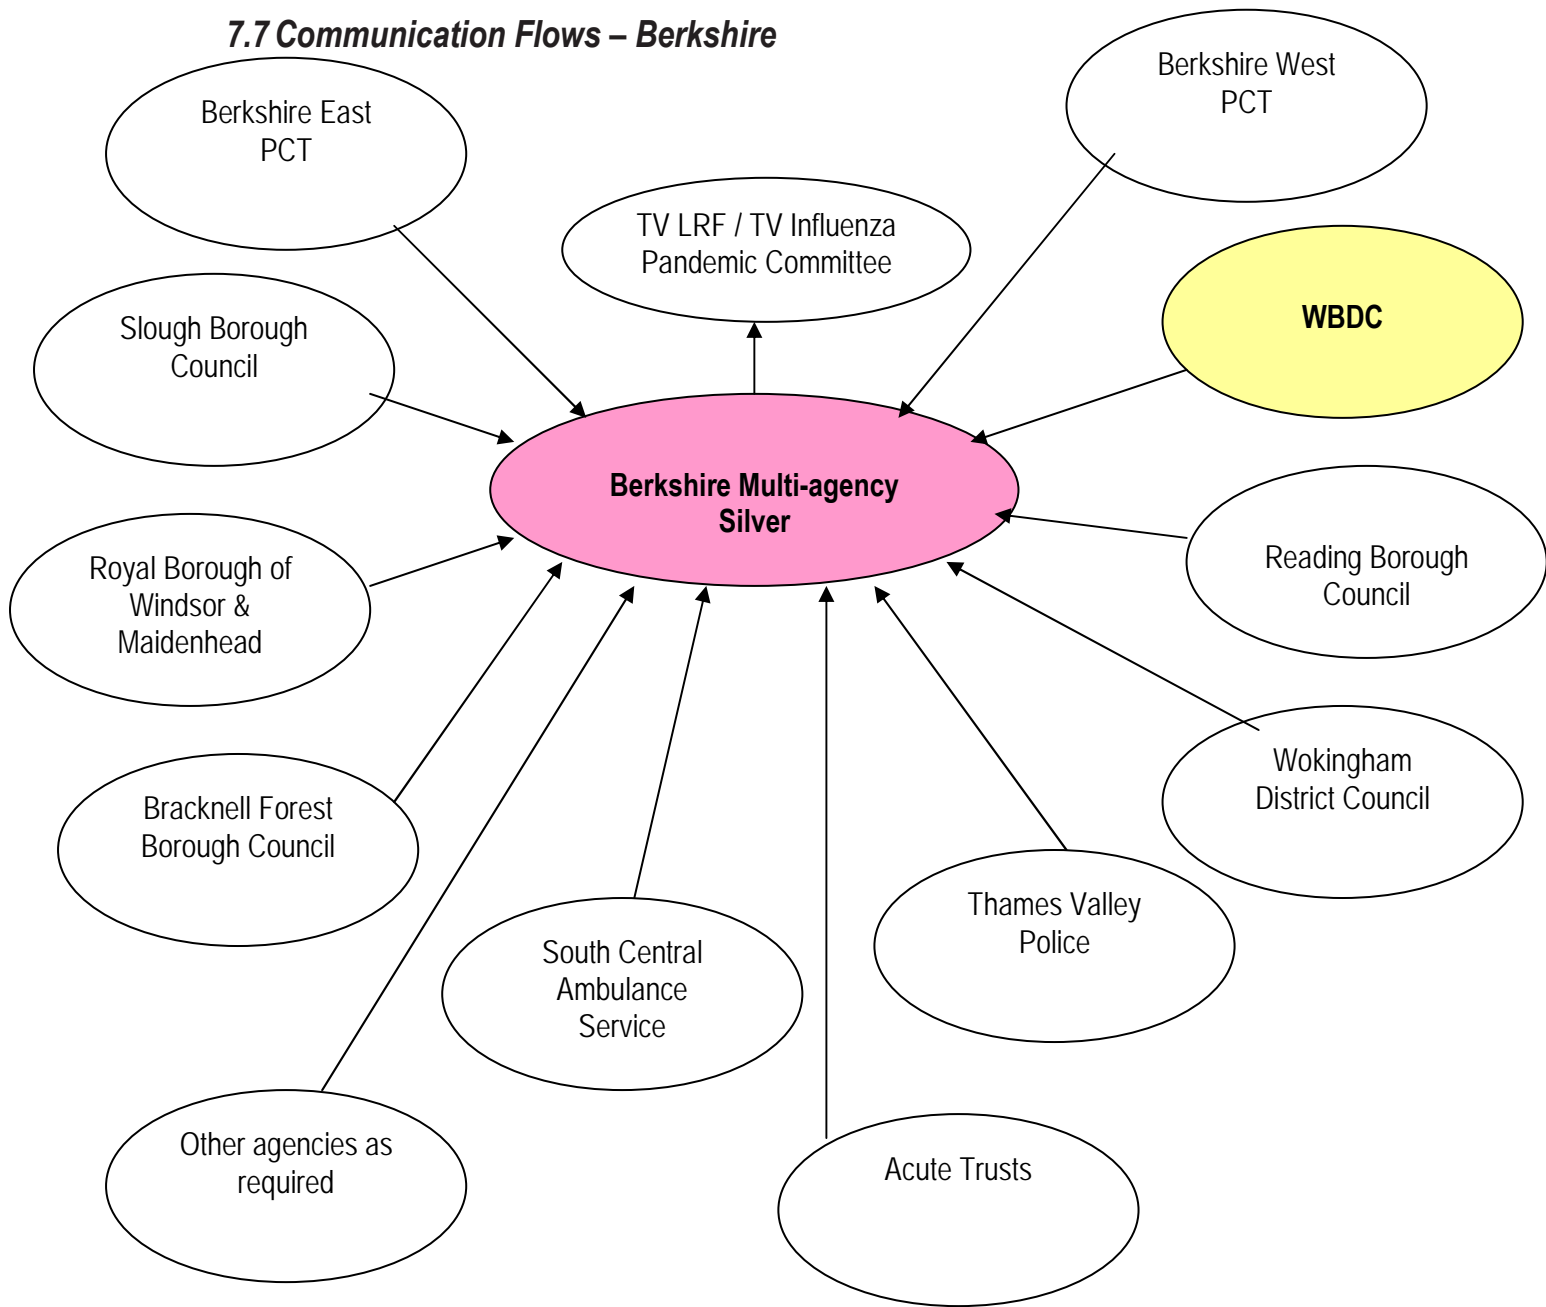 7.7 Communication Flows – Berkshire
Berkshire East
PCT
Berkshire West
PCT
TV LRF / TV Influenza
Pandemic Committee
Slough Borough
Council
WBDC
Berkshire Multi-agency
Silver
Royal Borough of
Windsor &
Maidenhead
Reading Borough
Council
Bracknell Forest
Borough Council
Wokingham
District Council
South Central
Ambulance
Service
Thames Valley
Police
Other agencies as
required
Acute Trusts